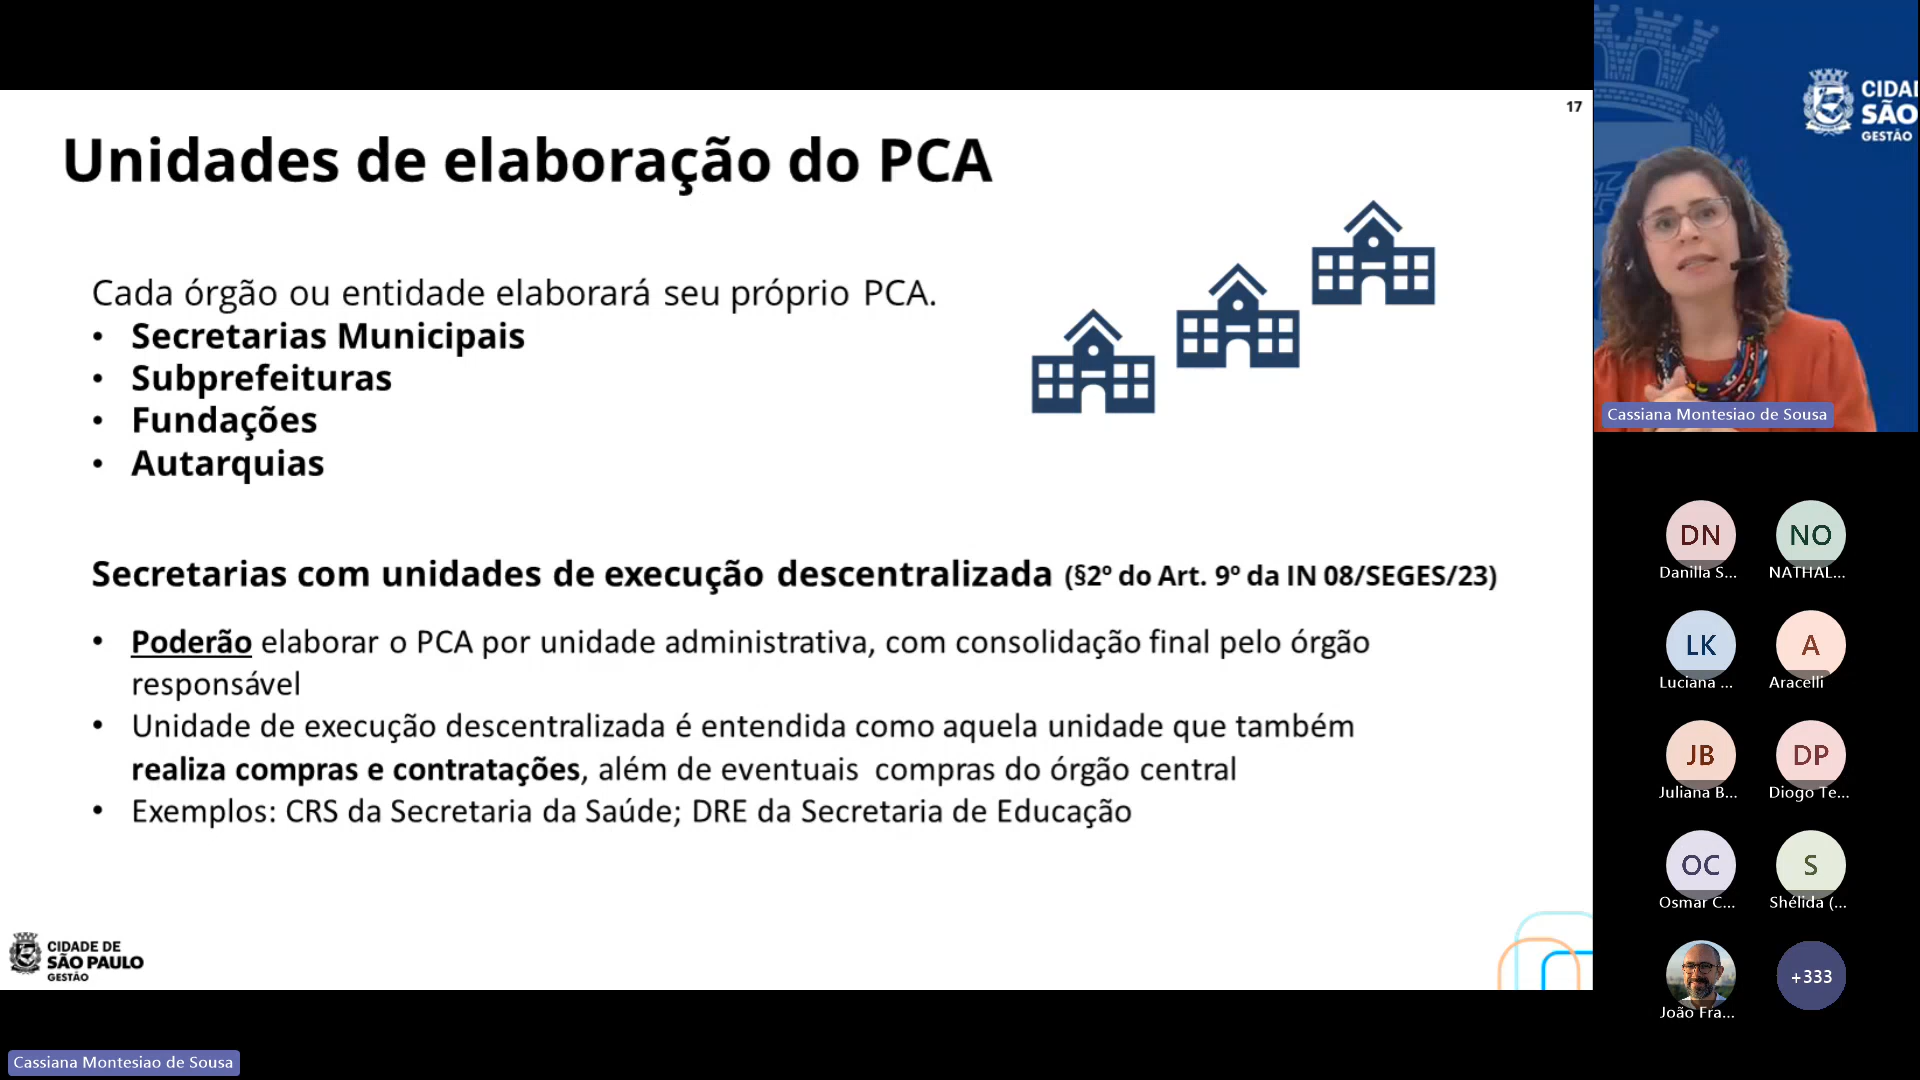 17
Unidades de elaboração do PCA
Cada órgão ou entidade elaborará seu próprio PCA.
• Secretarias Municipais
• Subprefeituras
• Fundações
• Autarquias
Secretarias com unidades de execução descentralizada (§2º do Art. 9º da IN 08/SEGES/23)
• Poderão elaborar o PCA por unidade administrativa, com consolidação final pelo órgão
responsável
• Unidade de execução descentralizada é entendida como aquela unidade que também
realiza compras e contratações, além de eventuais compras do órgão central
• Exemplos: CRS da Secretaria da Saúde; DRE da Secretaria de Educação
CIDADE DE
SÃO PAULO
GESTÃO
Cassiana Montesiao de Sousa
CIDA
SÃO
GESTÃO
Cassiana Montesiao de Sousa
DN
NO
Danilla S...
NATHAL...
LK
A
Luciana ...
Aracelli
JB
DP
Juliana B...
Diogo Te...
OC
S
Osmar C...
Shélida (...
+333
João Fra...